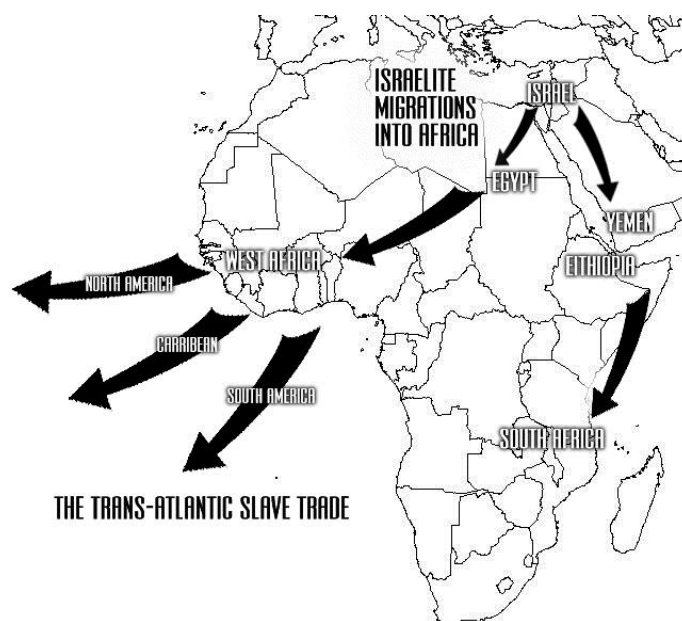 ISRAELITE
MIGRATIONS
INTO AFRICA
ISRAEL
EGYPT
YEMEN
WEST AFRICA
EITHIOPIA
NORTH AMERICA
CARRIBEAN
SOUTH AMERICA
SOUTH AFRICA
THE TRANS-ATLANTIC SLAVE TRADE